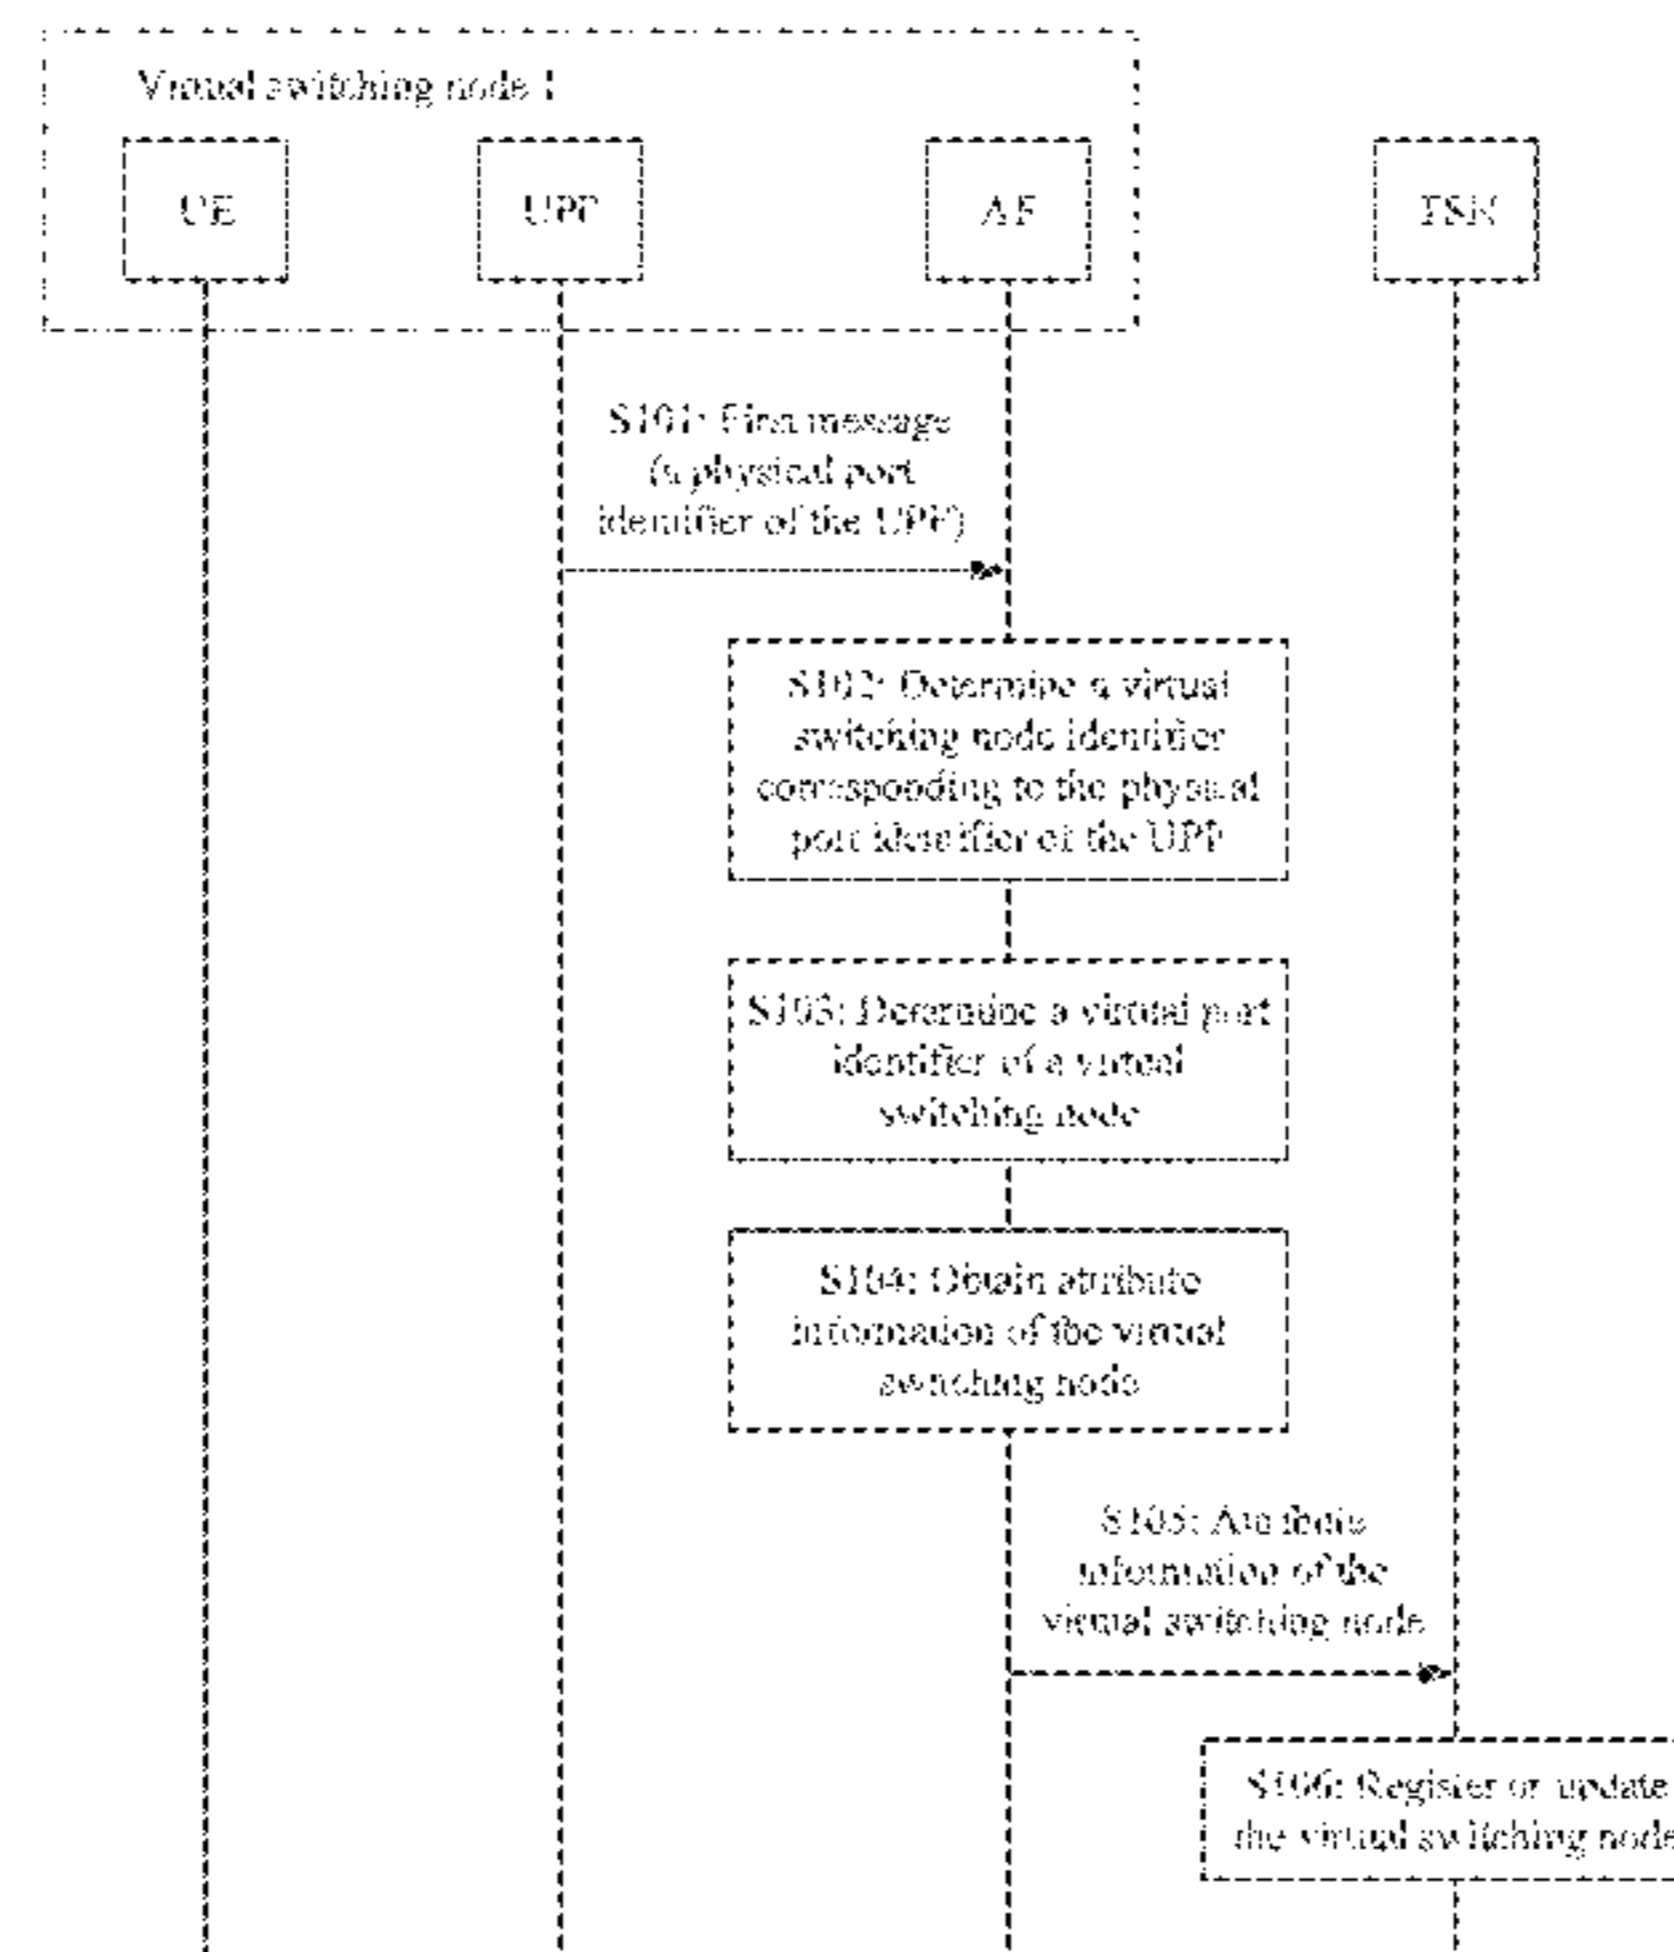 Virtual switching node 1
UE
UPF
AF
TSN
S101: First message
(a physical port
identifier of the UPF)
S102: Determine a virtual
switching node identifier
corresponding to the physical
port identifier of the UPF
S103: Determine a virtual port
identifier of a virtual
switching node
S104: Obtain attribute
information of the virtual
switching node
S105: Attribute
information of the
virtual switching node
S106: Register or update
the virtual switching node